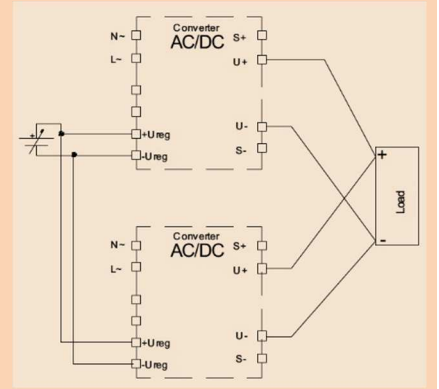 Converter
AC/DC
N~
L~
S+
U+
U-
S-
+Ureg
-Ureg
+
+
-
Load
Converter
AC/DC
N~
L~
S+
U+
U-
S-
+Ureg
-Ureg